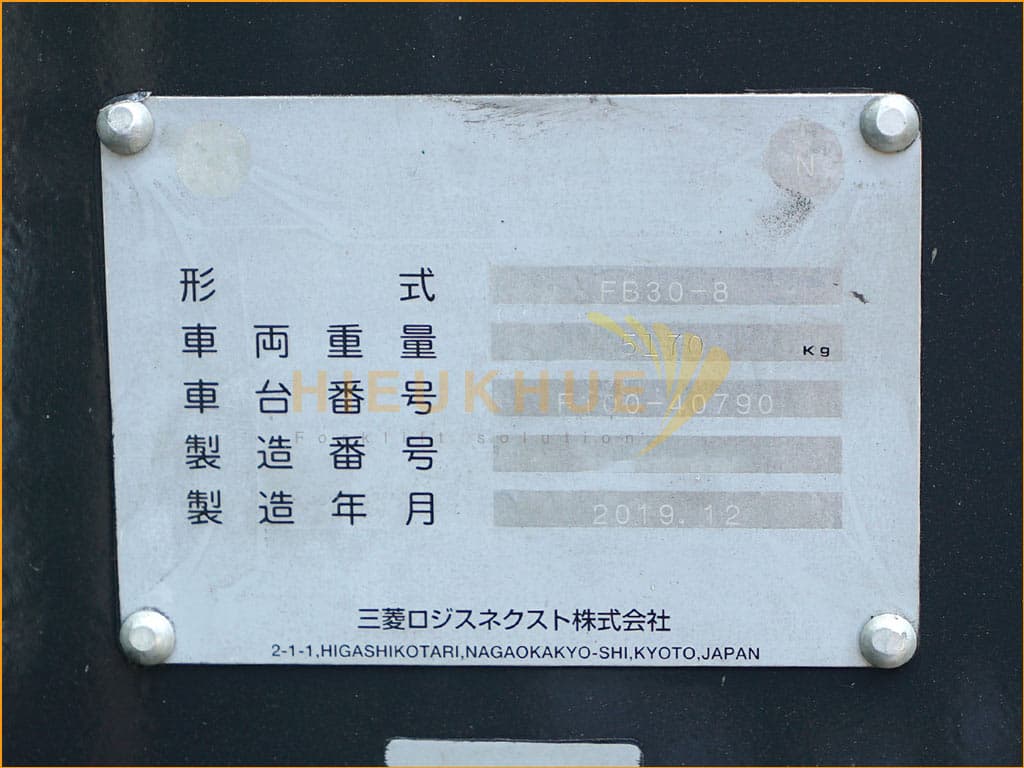 N
形式 FB30-8
車両重量 5170 Kg
車台番号
製造番号
製造年月 2019.12
三菱ロジスネクスト株式会社
2-1-1,HIGASHIKOTARI,NAGAOKAKYO-SHI,KYOTO,JAPAN
HIEUKHUE
Forklift solution